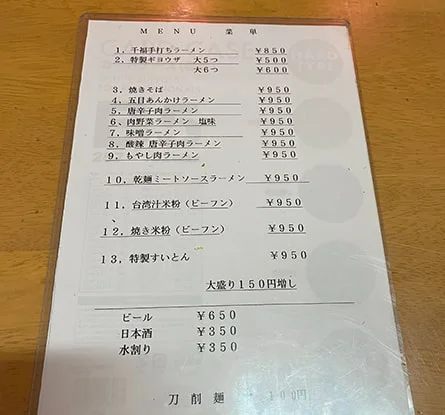 MENU 菜單
1, 千福手打ちラーメン ￥850
2, 特製ギョウザ 大5つ ￥500
大6つ ￥600
3, 焼きそば ￥950
4, 五目あんかけラーメン ￥950
5, 唐辛子肉ラーメン ￥950
6, 肉野菜ラーメン 塩味 ￥950
7, 味噌ラーメン ￥950
8, 酸辣 唐辛子肉ラーメン ￥950
9, もやし肉ラーメン ￥950
10, 乾麺ミートソースラーメン ￥950
11, 台湾汁米粉(ビーフン) ￥950
12, 焼き米粉(ビーフン) ￥950
13, 特製すいとん ￥950
大盛り150円増し
ビール ￥650
日本酒 ￥350
水割り ￥350
刀削麺 100円